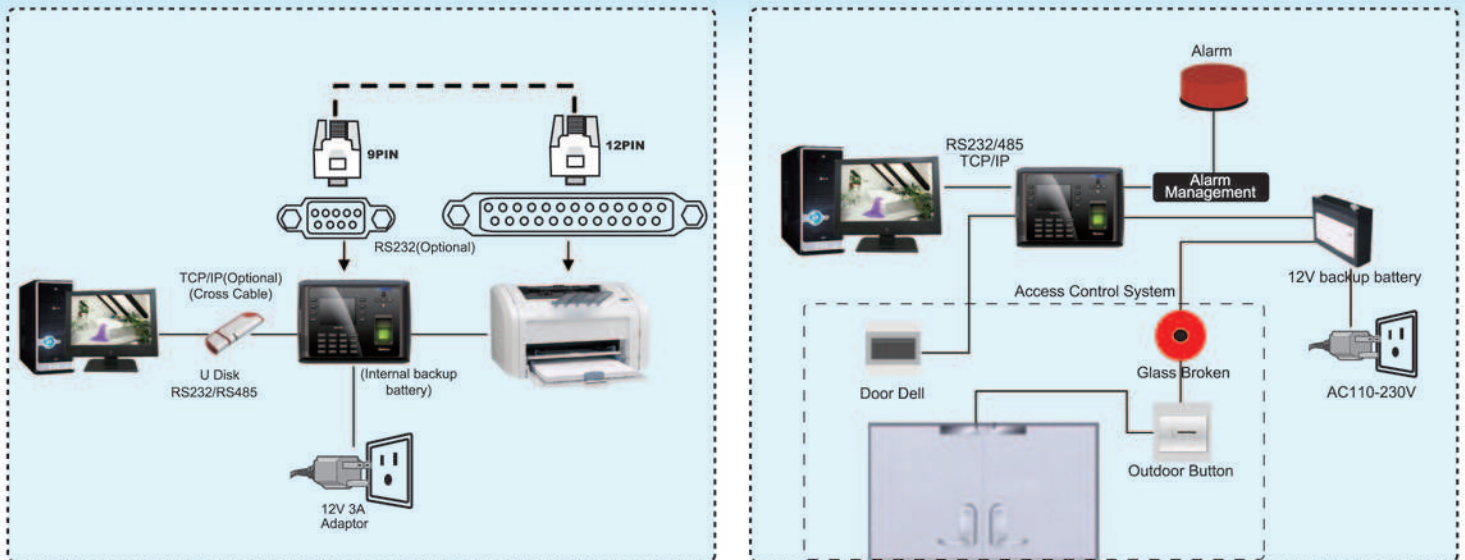 9PIN
12PIN
RS232(Optional)
TCP/IP(Optional)
(Cross Cable)
U Disk
RS232/RS485
(Internal backup
battery)
12V 3A
Adaptor
Alarm
RS232/485
TCP/IP
Alarm
Management
12V backup battery
Access Control System
Door Dell
Glass Broken
Outdoor Button
AC110-230V